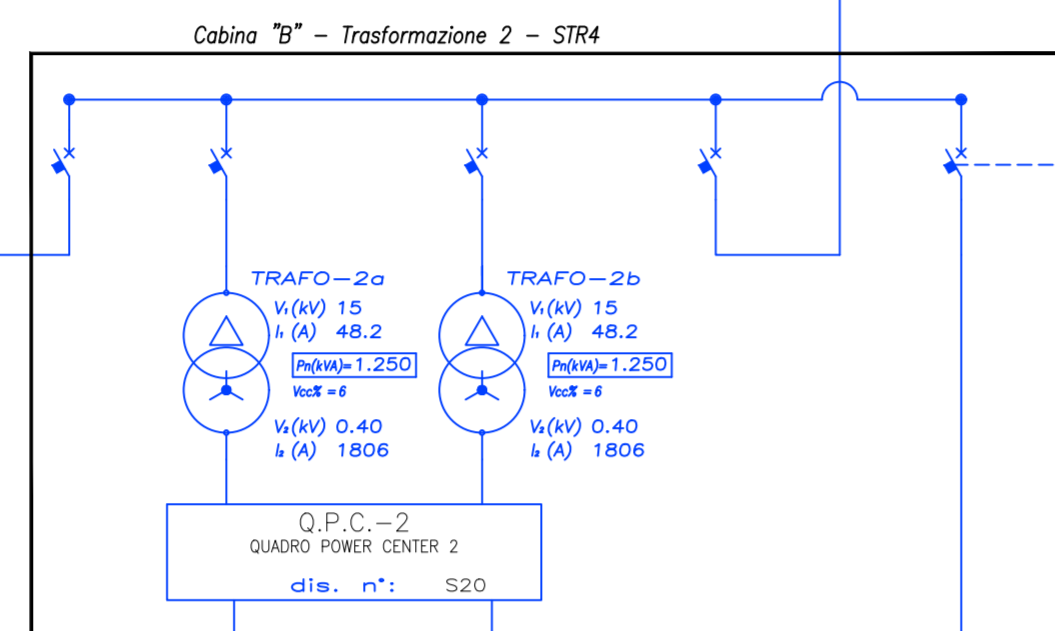 Cabina "B" – Trasformazione 2 – STR4
TRAFO–2a
V₁(kV) 15
I₁ (A) 48.2
Pn(kVA)= 1.250
Vcc% = 6
V₂(kV) 0.40
I₂ (A) 1806
TRAFO–2b
V₁(kV) 15
I₁ (A) 48.2
Pn(kVA)= 1.250
Vcc% = 6
V₂(kV) 0.40
I₂ (A) 1806
Q.P.C.–2
QUADRO POWER CENTER 2
dis. n°: S20